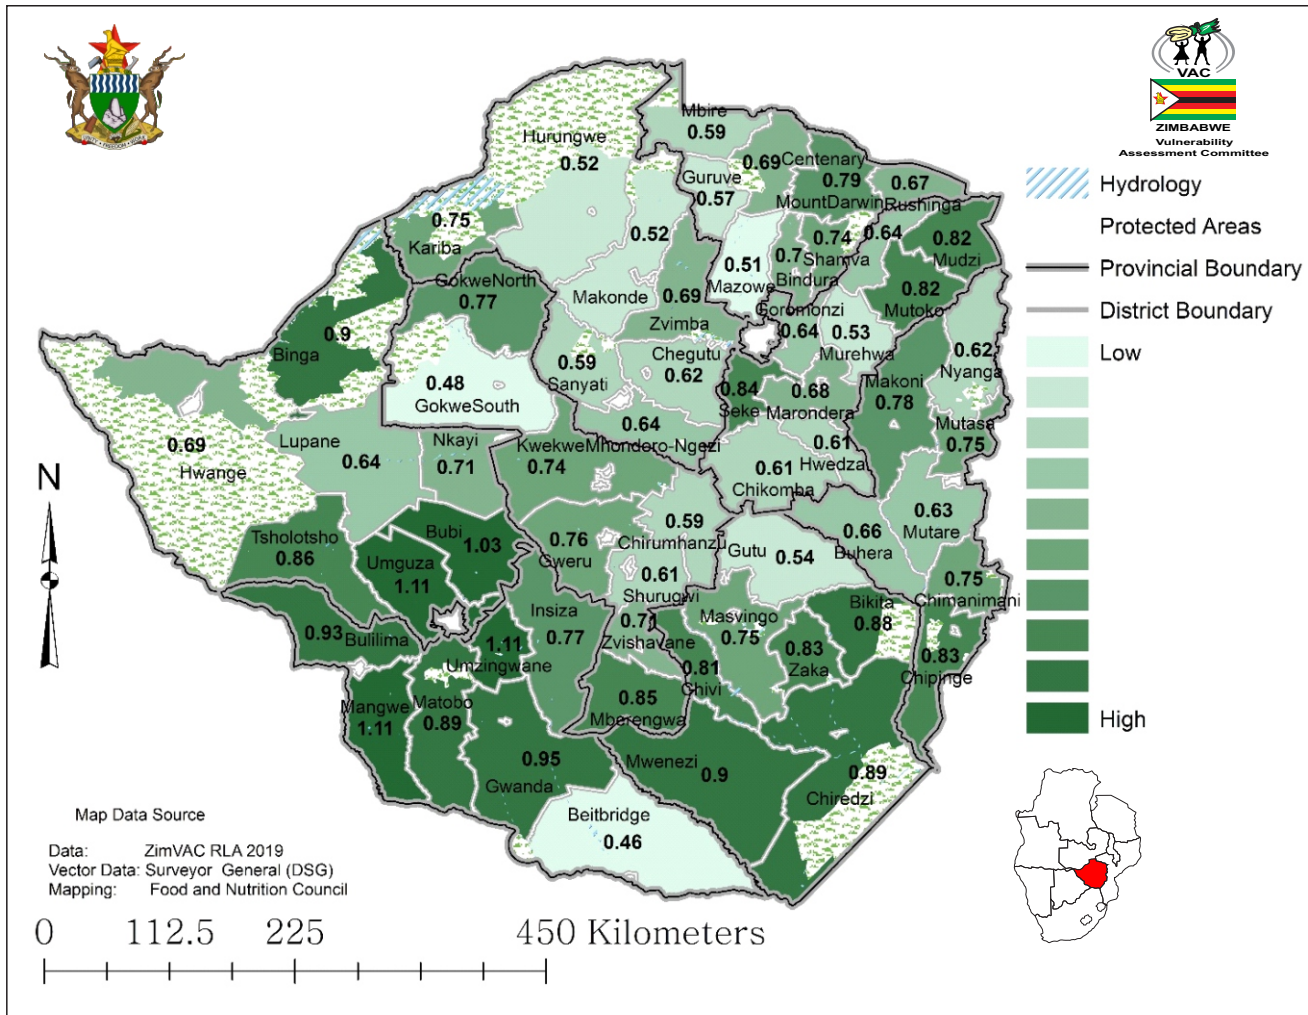 VAC
ZIMBABWE
Vulnerability
Assessment Committee
Hydrology
Protected Areas
Provincial Boundary
District Boundary
Low
High
Mbire
0.59
Hurungwe
0.52
Centenary
0.69
Guruve
0.57
0.79
MountDarwin
0.67
Rushinga
0.75
Kariba
0.52
0.64
0.82
Mudzi
0.74
Shamva
0.7
Bindura
0.51
Mazowe
GokweNorth
0.77
Makonde
0.69
Zvimba
0.82
Mutoko
Goromonzi
0.64
0.53
Murehwa
0.9
Binga
0.62
Nyanga
0.59
Sanyati
Chegutu
0.62
0.48
GokweSouth
0.84
Seke
0.68
Marondera
Makoni
0.78
Mutasa
0.75
0.69
Hwange
Lupane
0.64
Nkayi
0.71
Kwekwe
0.74
0.64
Mhondoro-Ngezi
0.61
Hwedza
0.61
Chikomba
0.63
Mutare
Tsholotsho
0.86
Bubi
1.03
Umguza
1.11
0.76
Gweru
0.59
Chirumhanzu
Gutu
0.54
0.66
Buhera
0.61
Shurugwi
0.75
Chimanimani
0.93
Bulilima
1.11
Umzingwane
Insiza
0.77
0.71
Zvishavane
Masvingo
0.75
Bikita
0.88
0.83
Zaka
0.83
Chipinge
0.81
Chivi
Mangwe
1.11
Matobo
0.89
0.85
Mberengwa
0.95
Gwanda
Mwenezi
0.9
0.89
Chiredzi
Beitbridge
0.46
N
Map Data Source
Data: ZimVAC RLA 2019
Vector Data: Surveyor General (DSG)
Mapping: Food and Nutrition Council
0 112.5 225 450 Kilometers